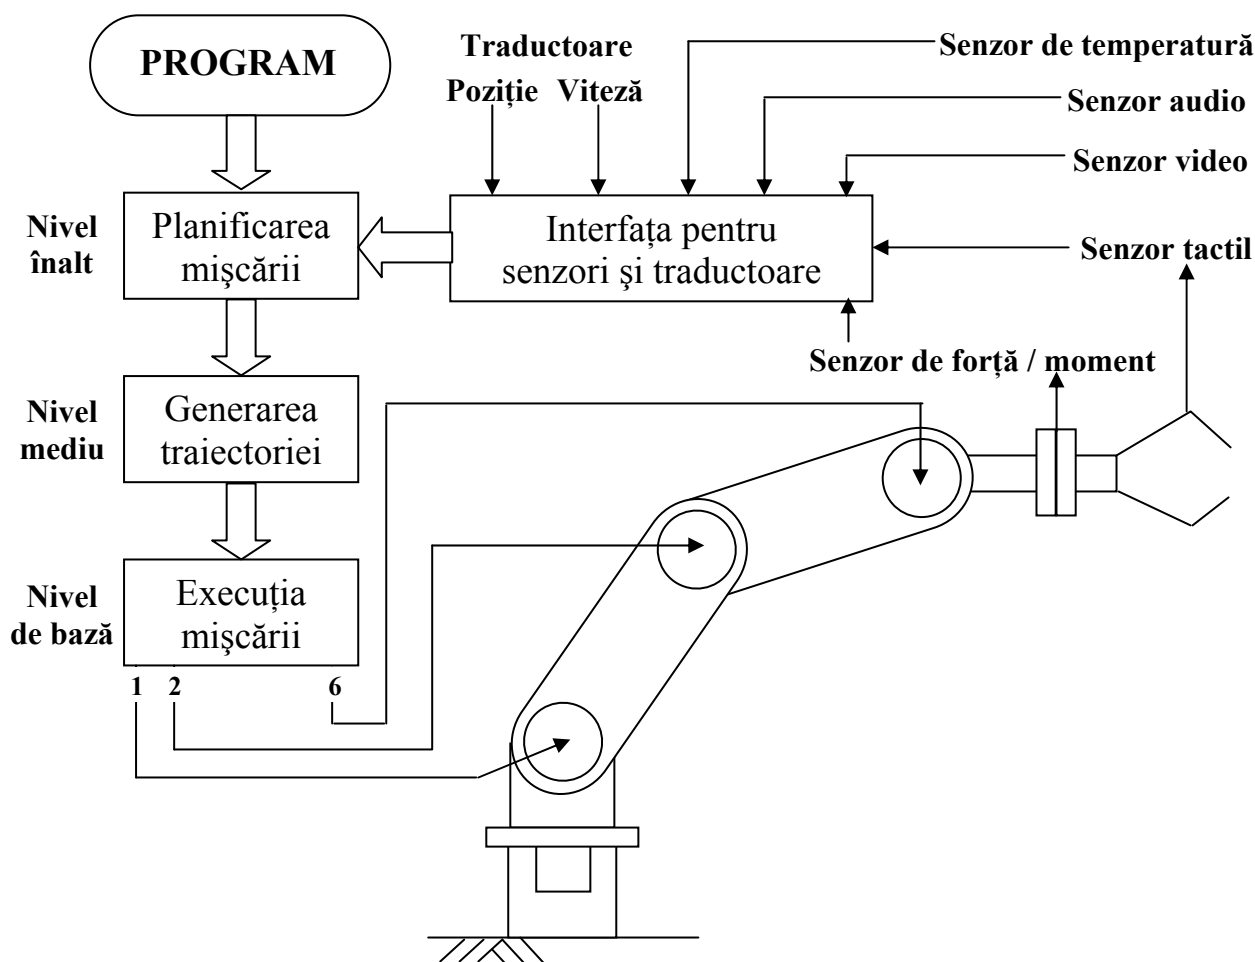 PROGRAM
Traductoare
Poziție Viteză
Senzor de temperatură
Senzor audio
Senzor video
Nivel
înalt
Planificarea
mişcării
Interfața pentru
senzori şi traductoare
Senzor tactil
Senzor de forță / moment
Nivel
mediu
Generarea
traiectoriei
Nivel
de bază
Execuția
mişcării
1 2 6